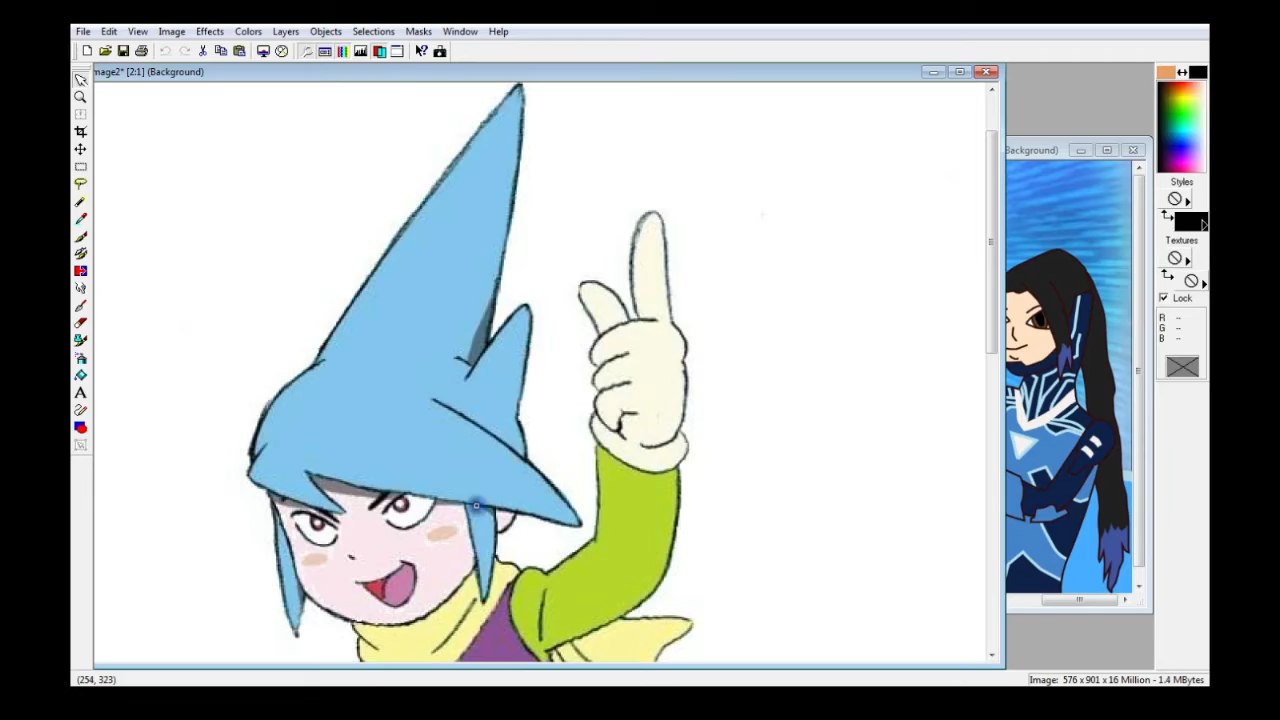 File Edit View Image Effects Colors Layers Objects Selections Masks Window Help
mage2* [2:1] (Background)
Background)
Styles
Textures
Lock
R --
G --
B --
A
(254, 323)
Image: 576 x 901 x 16 Million - 1.4 MBytes